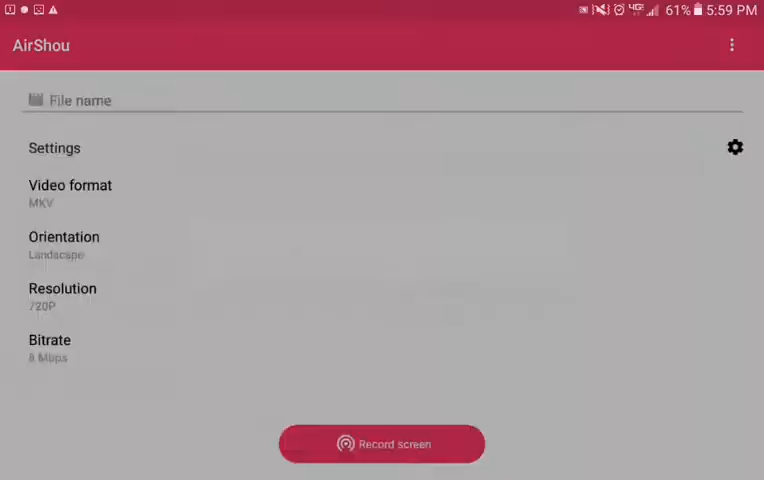 4G 61% 5:59 PM
AirShou
File name
Settings
Video format
MKV
Orientation
Landscape
Resolution
720P
Bitrate
8 Mbps
Record screen